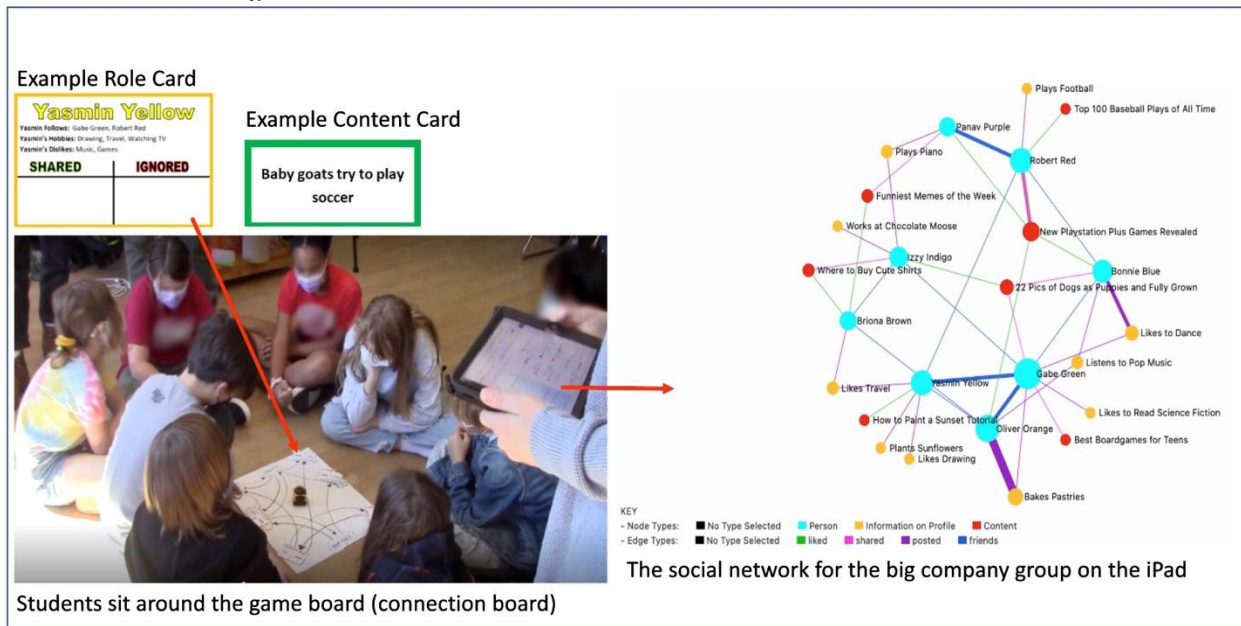 Example Role Card
Yasmin Yellow
Yasmin Follows: Gabe Green, Robert Red
Yasmin's Hobbies: Drawing, Travel, Watching TV
Yasmin's Dislikes: Music, Games
SHARED
IGNORED
Example Content Card
Baby goats try to play
soccer
Plays Football
Top 100 Baseball Plays of All Time
Panav Purple
Plays Piano
Robert Red
Funniest Memes of the Week
Works at Chocolate Moose
New Playstation Plus Games Revealed
Izzy Indigo
Where to Buy Cute Shirts
Bonnie Blue
22 Pics of Dogs as Puppies and Fully Grown
Briona Brown
Likes to Dance
Listens to Pop Music
Gabe Green
Yasmin Yellow
Likes Travel
Likes to Read Science Fiction
How to Paint a Sunset Tutorial
Oliver Orange
Best Boardgames for Teens
Plants Sunflowers
Likes Drawing
Bakes Pastries
KEY
- Node Types: No Type Selected Person Information on Profile Content
- Edge Types: No Type Selected liked shared posted friends
The social network for the big company group on the iPad
Students sit around the game board (connection board)